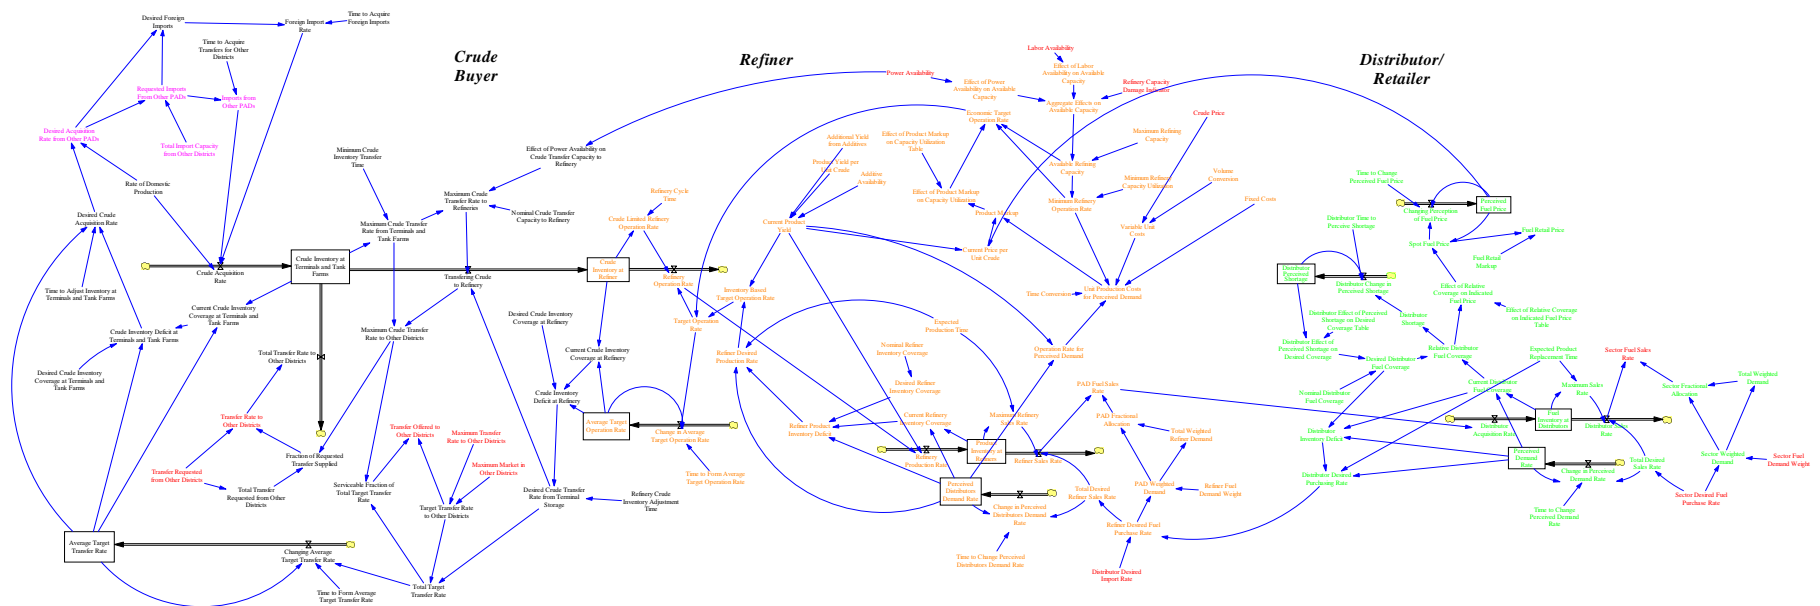 Crude
Buyer
Refiner
Distributor/
Retailer
Desired Foreign
Imports
Foreign Import
Rate
Time to Acquire
Foreign Imports
Time to Acquire
Transfers for Other
Districts
Requested Imports
From Other PADs
Imports from
Other PADs
Desired Acquisition
Rate from Other PADs
Total Import Capacity
from Other Districts
Rate of Domestic
Production
Desired Crude
Acquisition Rate
Crude Acquisition
Rate
Time to Adjust Inventory at
Terminals and Tank Farms
Crude Inventory at
Terminals and Tank
Farms
Current Crude Inventory
Coverage at Terminals and
Tank Farms
Crude Inventory Deficit at
Terminals and Tank Farms
Desired Crude Inventory
Coverage at Terminals and
Tank Farms
Total Transfer Rate to
Other Districts
Transfer Rate to
Other Districts
Transfer Requested
from Other Districts
Fraction of Requested
Transfer Supplied
Total Transfer
Requested from Other
Districts
Average Target
Transfer Rate
Changing Average
Target Transfer Rate
Time to Form Average
Target Transfer Rate
Total Target
Transfer Rate
Minimum Crude
Inventory Transfer
Time
Maximum Crude Transfer
Rate from Terminals and
Tank Farms
Effect of Power Availability on
Crude Transfer Capacity to
Refinery
Maximum Crude
Transfer Rate to
Refineries
Nominal Crude Transfer
Capacity to Refinery
Transferring Crude
to Refinery
Maximum Crude Transfer
Rate to Other Districts
Desired Crude Inventory
Coverage at Refinery
Current Crude Inventory
Coverage at Refinery
Crude Inventory
Deficit at Refinery
Transfer Offered to
Other Districts
Maximum Transfer
Rate to Other Districts
Maximum Market in
Other Districts
Serviceable Fraction of
Total Target Transfer
Rate
Target Transfer Rate
to Other Districts
Desired Crude Transfer
Rate from Terminal
Storage
Refinery Crude
Inventory Adjustment
Time
Refinery Cycle
Time
Crude Limited Refinery
Operation Rate
Crude
Inventory at
Refiner
Refinery
Operation Rate
Inventory Based
Target Operation Rate
Target Operation
Rate
Average Target
Operation Rate
Change in Average
Target Operation Rate
Time to Form Average
Target Operation Rate
Refiner Desired
Production Rate
Power Availability
Labor Availability
Effect of Labor
Availability on Available
Capacity
Effect of Power
Availability on Available
Capacity
Refinery Capacity
Damage Indicator
Aggregate Effects on
Available Capacity
Economic Target
Operation Rate
Crude Price
Additional Yield
from Additives
Product Yield per
Unit Crude
Additive
Availability
Effect of Product Markup
on Capacity Utilization
Table
Effect of Product Markup
on Capacity Utilization
Maximum Refining
Capacity
Available Refining
Capacity
Minimum Refinery
Capacity Utilization
Minimum Refinery
Operation Rate
Volume
Conversion
Fixed Costs
Current Product
Yield
Product Markup
Variable Unit
Costs
Current Price per
Unit Crude
Time Conversion
Unit Production Costs
for Perceived Demand
Expected
Production Time
Nominal Refiner
Inventory Coverage
Operation Rate for
Perceived Demand
Desired Refiner
Inventory Coverage
Current Refinery
Inventory Coverage
Refiner Product
Inventory Deficit
Maximum Refinery
Sales Rate
Product
Inventory at
Refiners
Refinery
Production Rate
Refiner Sales Rate
Perceived
Distributors
Demand Rate
Change in Perceived
Distributors Demand
Rate
Time to Change Perceived
Distributors Demand Rate
Total Desired
Refiner Sales Rate
PAD Fuel Sales
Rate
PAD Fractional
Allocation
Total Weighted
Refiner Demand
PAD Weighted
Demand
Refiner Fuel
Demand Weight
Refiner Desired Fuel
Purchase Rate
Distributor Desired
Import Rate
Time to Change
Perceived Fuel Price
Changing Perception
of Fuel Price
Perceived
Fuel Price
Distributor Time to
Perceive Shortage
Spot Fuel Price
Fuel Retail Price
Fuel Retail
Markup
Distributor
Perceived
Shortage
Distributor Change in
Perceived Shortage
Effect of Relative
Coverage on Indicated
Fuel Price
Effect of Relative Coverage
on Indicated Fuel Price
Table
Distributor Effect of Perceived
Shortage on Desired
Coverage Table
Distributor
Shortage
Distributor Effect of
Perceived Shortage on
Desired Coverage
Desired Distributor
Fuel Coverage
Relative Distributor
Fuel Coverage
Expected Product
Replacement Time
Nominal Distributor
Fuel Coverage
Current Distributor
Fuel Coverage
Maximum Sales
Rate
Sector Fuel Sales
Rate
Sector Fractional
Allocation
Total Weighted
Demand
Distributor
Acquisition Rate
Fuel
Inventory at
Distributors
Distributor Sales
Rate
Distributor
Inventory Deficit
Perceived
Demand
Rate
Distributor Desired
Purchasing Rate
Change in Perceived
Demand Rate
Total Desired
Sales Rate
Time to Change
Perceived Demand
Rate
Sector Weighted
Demand
Sector Fuel
Demand Weight
Sector Desired Fuel
Purchase Rate